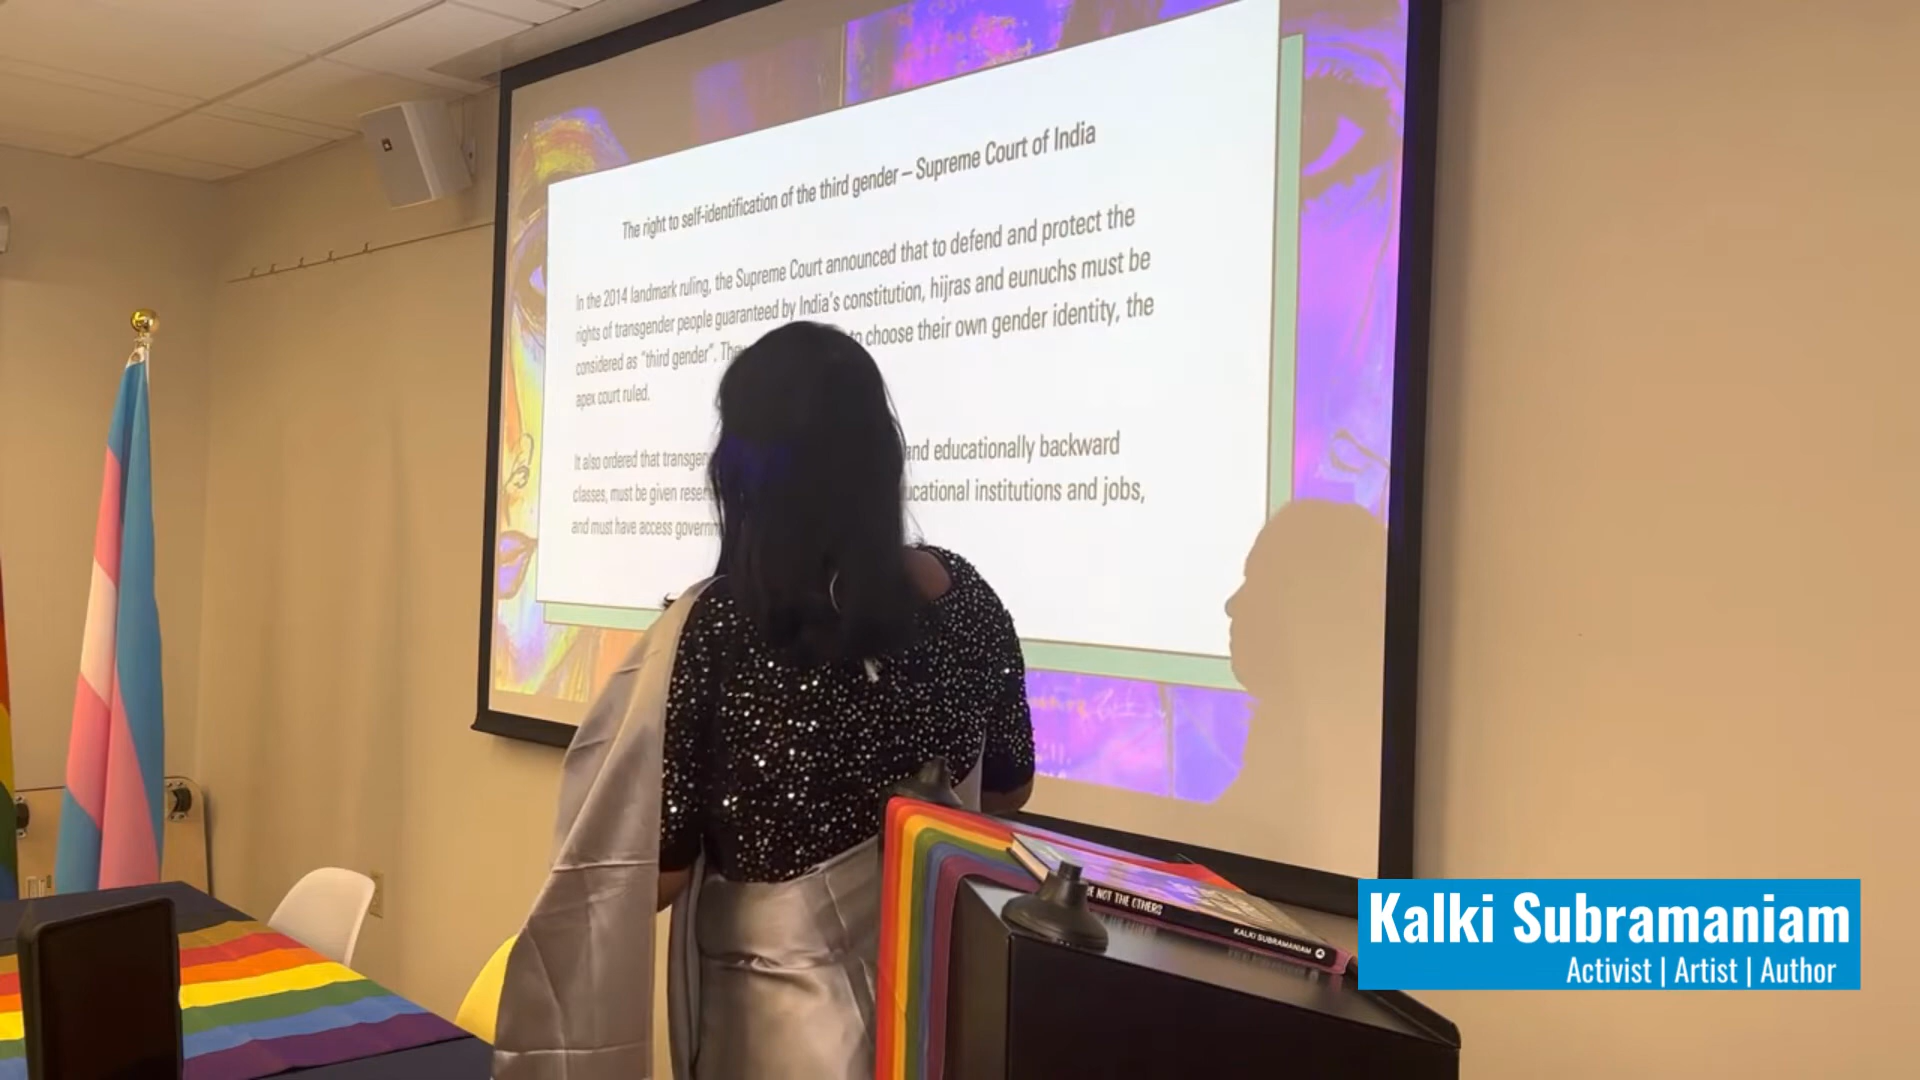 The right to self-identification of the third gender – Supreme Court of India
In the 2014 landmark ruling, the Supreme Court announced that to defend and protect the
rights of transgender people guaranteed by India's constitution, hijras and eunuchs must be
considered as "third gender". to choose their own gender identity, the
apex court ruled.
It also ordered that and educationally backward
classes, must be given institutions and jobs,
and must have access
NOT THE OTHERS
KALKI SUBRAMANIAM
Kalki Subramaniam
Activist | Artist | Author